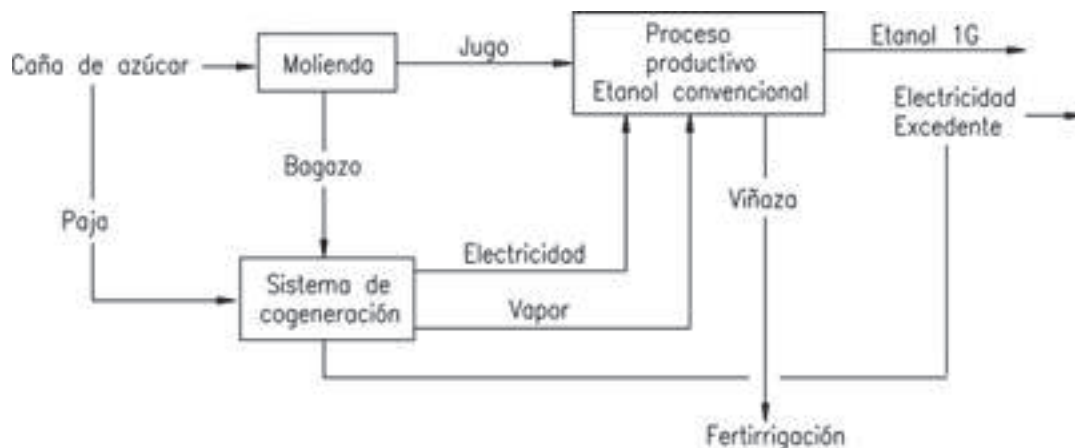 Caña de azúcar
Molienda
Jugo
Proceso
productivo
Etanol convencional
Etanol 1G
Electricidad
Excedente
Bagazo
Viñaza
Paja
Electricidad
Sistema de
cogeneración
Vapor
Fertirrigación